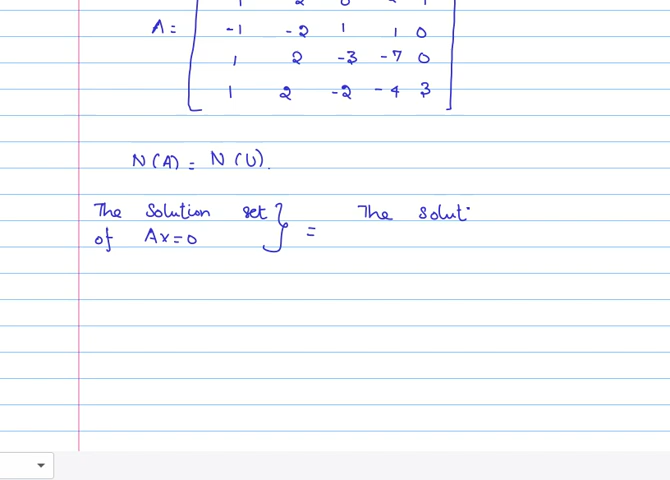 A = -1 -2 1 1 0
1 2 -3 -7 0
1 2 -2 -4 3
N(A) = N(U).
The solution set } = The solut
of Ax=0